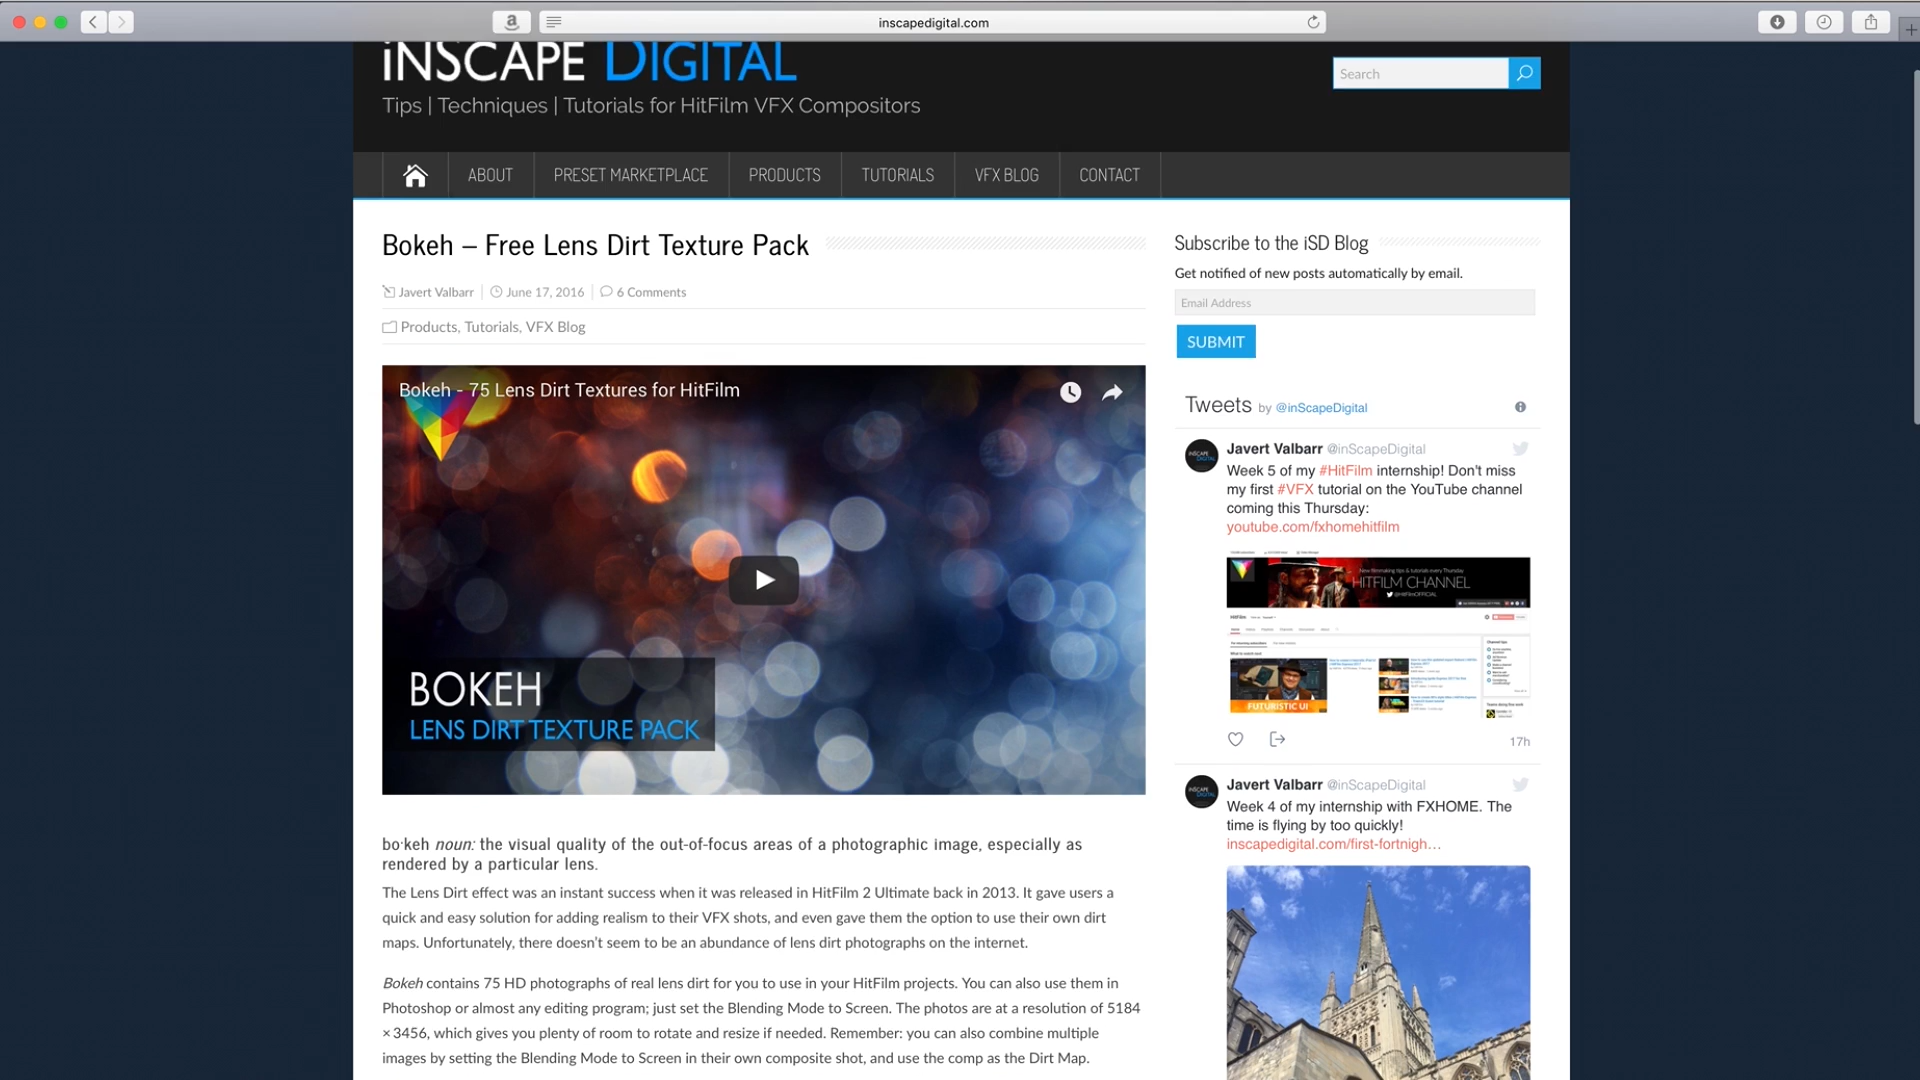 inscapedigital.com
iNSCAPE DIGITAL
Tips | Techniques | Tutorials for HitFilm VFX Compositors
Search
ABOUT
PRESET MARKETPLACE
PRODUCTS
TUTORIALS
VFX BLOG
CONTACT
Bokeh – Free Lens Dirt Texture Pack
Javert Valbarr
June 17, 2016
6 Comments
Products, Tutorials, VFX Blog
Bokeh - 75 Lens Dirt Textures for HitFilm
BOKEH
LENS DIRT TEXTURE PACK
bo·keh noun: the visual quality of the out-of-focus areas of a photographic image, especially as
rendered by a particular lens.
The Lens Dirt effect was an instant success when it was released in HitFilm 2 Ultimate back in 2013. It gave users a
quick and easy solution for adding realism to their VFX shots, and even gave them the option to use their own dirt
maps. Unfortunately, there doesn't seem to be an abundance of lens dirt photographs on the internet.
Bokeh contains 75 HD photographs of real lens dirt for you to use in your HitFilm projects. You can also use them in
Photoshop or almost any editing program; just set the Blending Mode to Screen. The photos are at a resolution of 5184
× 3456, which gives you plenty of room to rotate and resize if needed. Remember: you can also combine multiple
images by setting the Blending Mode to Screen in their own composite shot, and use the comp as the Dirt Map.
Subscribe to the iSD Blog
Get notified of new posts automatically by email.
Email Address
SUBMIT
Tweets by @inScapeDigital
Javert Valbarr @inScapeDigital
Week 5 of my #HitFilm internship! Don't miss
my first #VFX tutorial on the YouTube channel
coming this Thursday:
youtube.com/fxhomehitfilm
New filmmaking tips & tutorials every Thursday
HITFILM CHANNEL
@HitFilmOFFICIAL
FUTURISTIC UI
17h
Javert Valbarr @inScapeDigital
Week 4 of my internship with FXHOME. The
time is flying by too quickly!
inscapedigital.com/first-fortnigh…